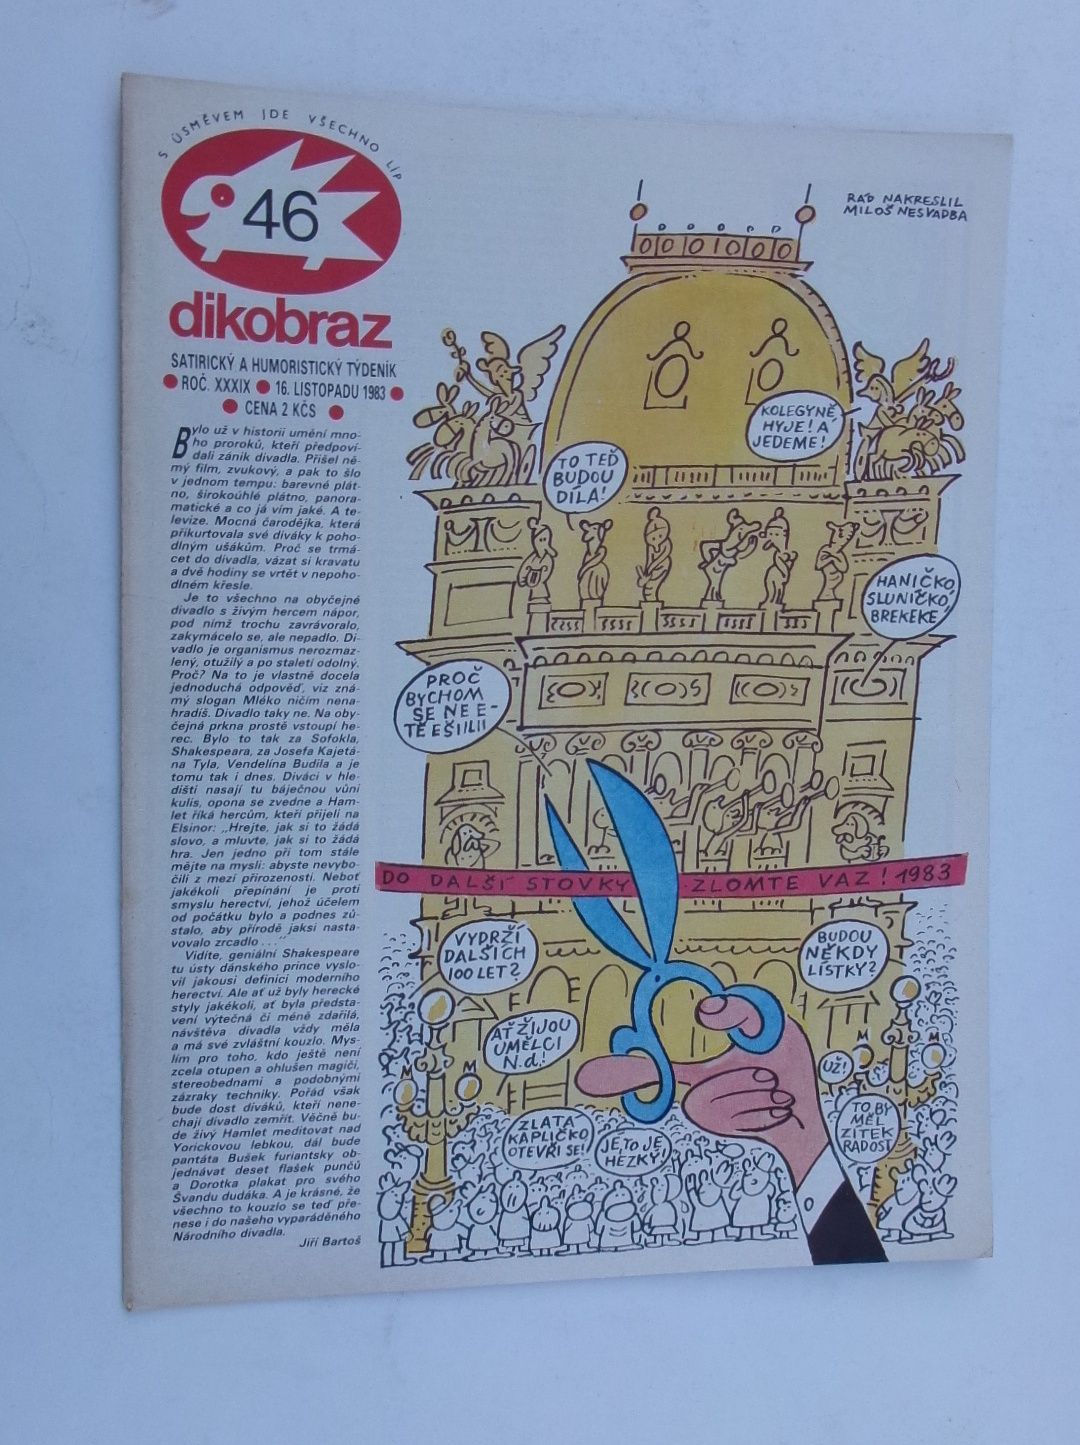 S ÚSMĚVEM JDE VŠECHNO LÍP
46
dikobraz
SATIRICKÝ A HUMORISTICKÝ TÝDENÍK
ROČ. XXXIX • 16. LISTOPADU 1983
CENA 2 KČS
Bylo už v historii umění mno-
ho proroků, kteří předpoví-
dali zánik divadla. Přišel ně-
mý film, zvukový, a pak to šlo
v jednom tempu: barevné plát-
no, širokoúhlé plátno, panora-
matické a co já vím jaké. A te-
levize. Mocná čarodějka, která
přikurtovala své diváky k poho-
dlným ušákům. Proč se trmá-
cet do divadla, vázat si kravatu
a dvě hodiny se vrtět v nepoho-
dlném křesle.
Je to všechno na obyčejné
divadlo s živým hercem nápor,
pod nímž trochu zavrávoralo,
zakymácelo se, ale nepadlo. Di-
vadlo je organismus nerozmaz-
lený, otužilý a po staletí odolný.
Proč? Na to je vlastně docela
jednoduchá odpověď, viz zná-
mý slogan Mléko ničím nena-
hradíš. Divadlo taky ne. Na oby-
čejná prkna prostě vstoupí he-
rec. Bylo to tak za Sofokla,
Shakespeara, za Josefa Kajetá-
na Tyla, Vendelína Budila a je
tomu tak i dnes. Diváci v hle-
dišti nasají tu báječnou vůni
kulis, opona se zvedne a Ham-
let říká hercům, kteří přijeli na
Elsinor: „Hrejte, jak si to žádá
slovo, a mluvte, jak si to žádá
hra. Jen jedno při tom stále
mějte na mysli: abyste nevybo-
čili z mezí přirozenosti. Neboť
jakékoli přepínání je proti
smyslu herectví, jehož účelem
od počátku bylo a podnes zů-
stalo, aby přírodě jaksi nasta-
vovalo zrcadlo . . ."
Vidíte, geniální Shakespeare
tu ústy dánského prince vyslo-
vil jakousi definici moderního
herectví. Ale ať už byly herecké
styly jakékoli, ať byla předsta-
vení výtečná či méně zdařilá,
návštěva divadla vždy měla
a má své zvláštní kouzlo. Mys-
lím pro toho, kdo ještě není
zcela otupen a ohlušen magiči,
stereobednami a podobnými
zázraky techniky. Pořád však
bude dost diváků, kteří nene-
chají divadlo zemřít. Věčně bu-
de živý Hamlet meditovat nad
Yorickovou lebkou, dál bude
pantáta Bušek furiantsky ob-
jednávat deset flašek punčů
a Dorotka plakat pro svého
Švandu dudáka. A je krásné, že
všechno to kouzlo se teď pře-
nese i do našeho vyparáděného
Národního divadla.
Jiří Bartoš
RÁD NAKRESLIL
MILOŠ NESVADBA
KOLEGYNĚ,
HYJE! A
JEDEME!
TO TEĎ
BUDOU
DÍLA!
HANIČKO,
SLUNIČKO,
BREKEKE,
PROČ
BYCHOM
SE NE E-
TĚ EŠIILII
DO DALŠÍ STOVKY ZLOMTE VAZ! 1983
VYDRŽÍ
DALŠÍCH
100 LET?
BUDOU
NĚKDY
LÍSTKY?
AŤ ŽIJOU
UMĚLCI
N.d.!
UŽ!
M
M
M
M
ZLATÁ
KAPLIČKO
OTEVŘI SE!
JE, TO JE
HEZKÝ!
TO BY
MĚL
ZÍTEK
RADOST